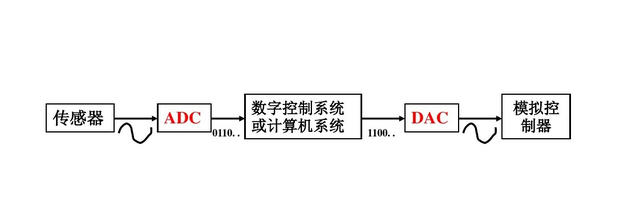 传感器
ADC
0110. .
数字控制系统
或计算机系统
1100. .
DAC
模拟控
制器